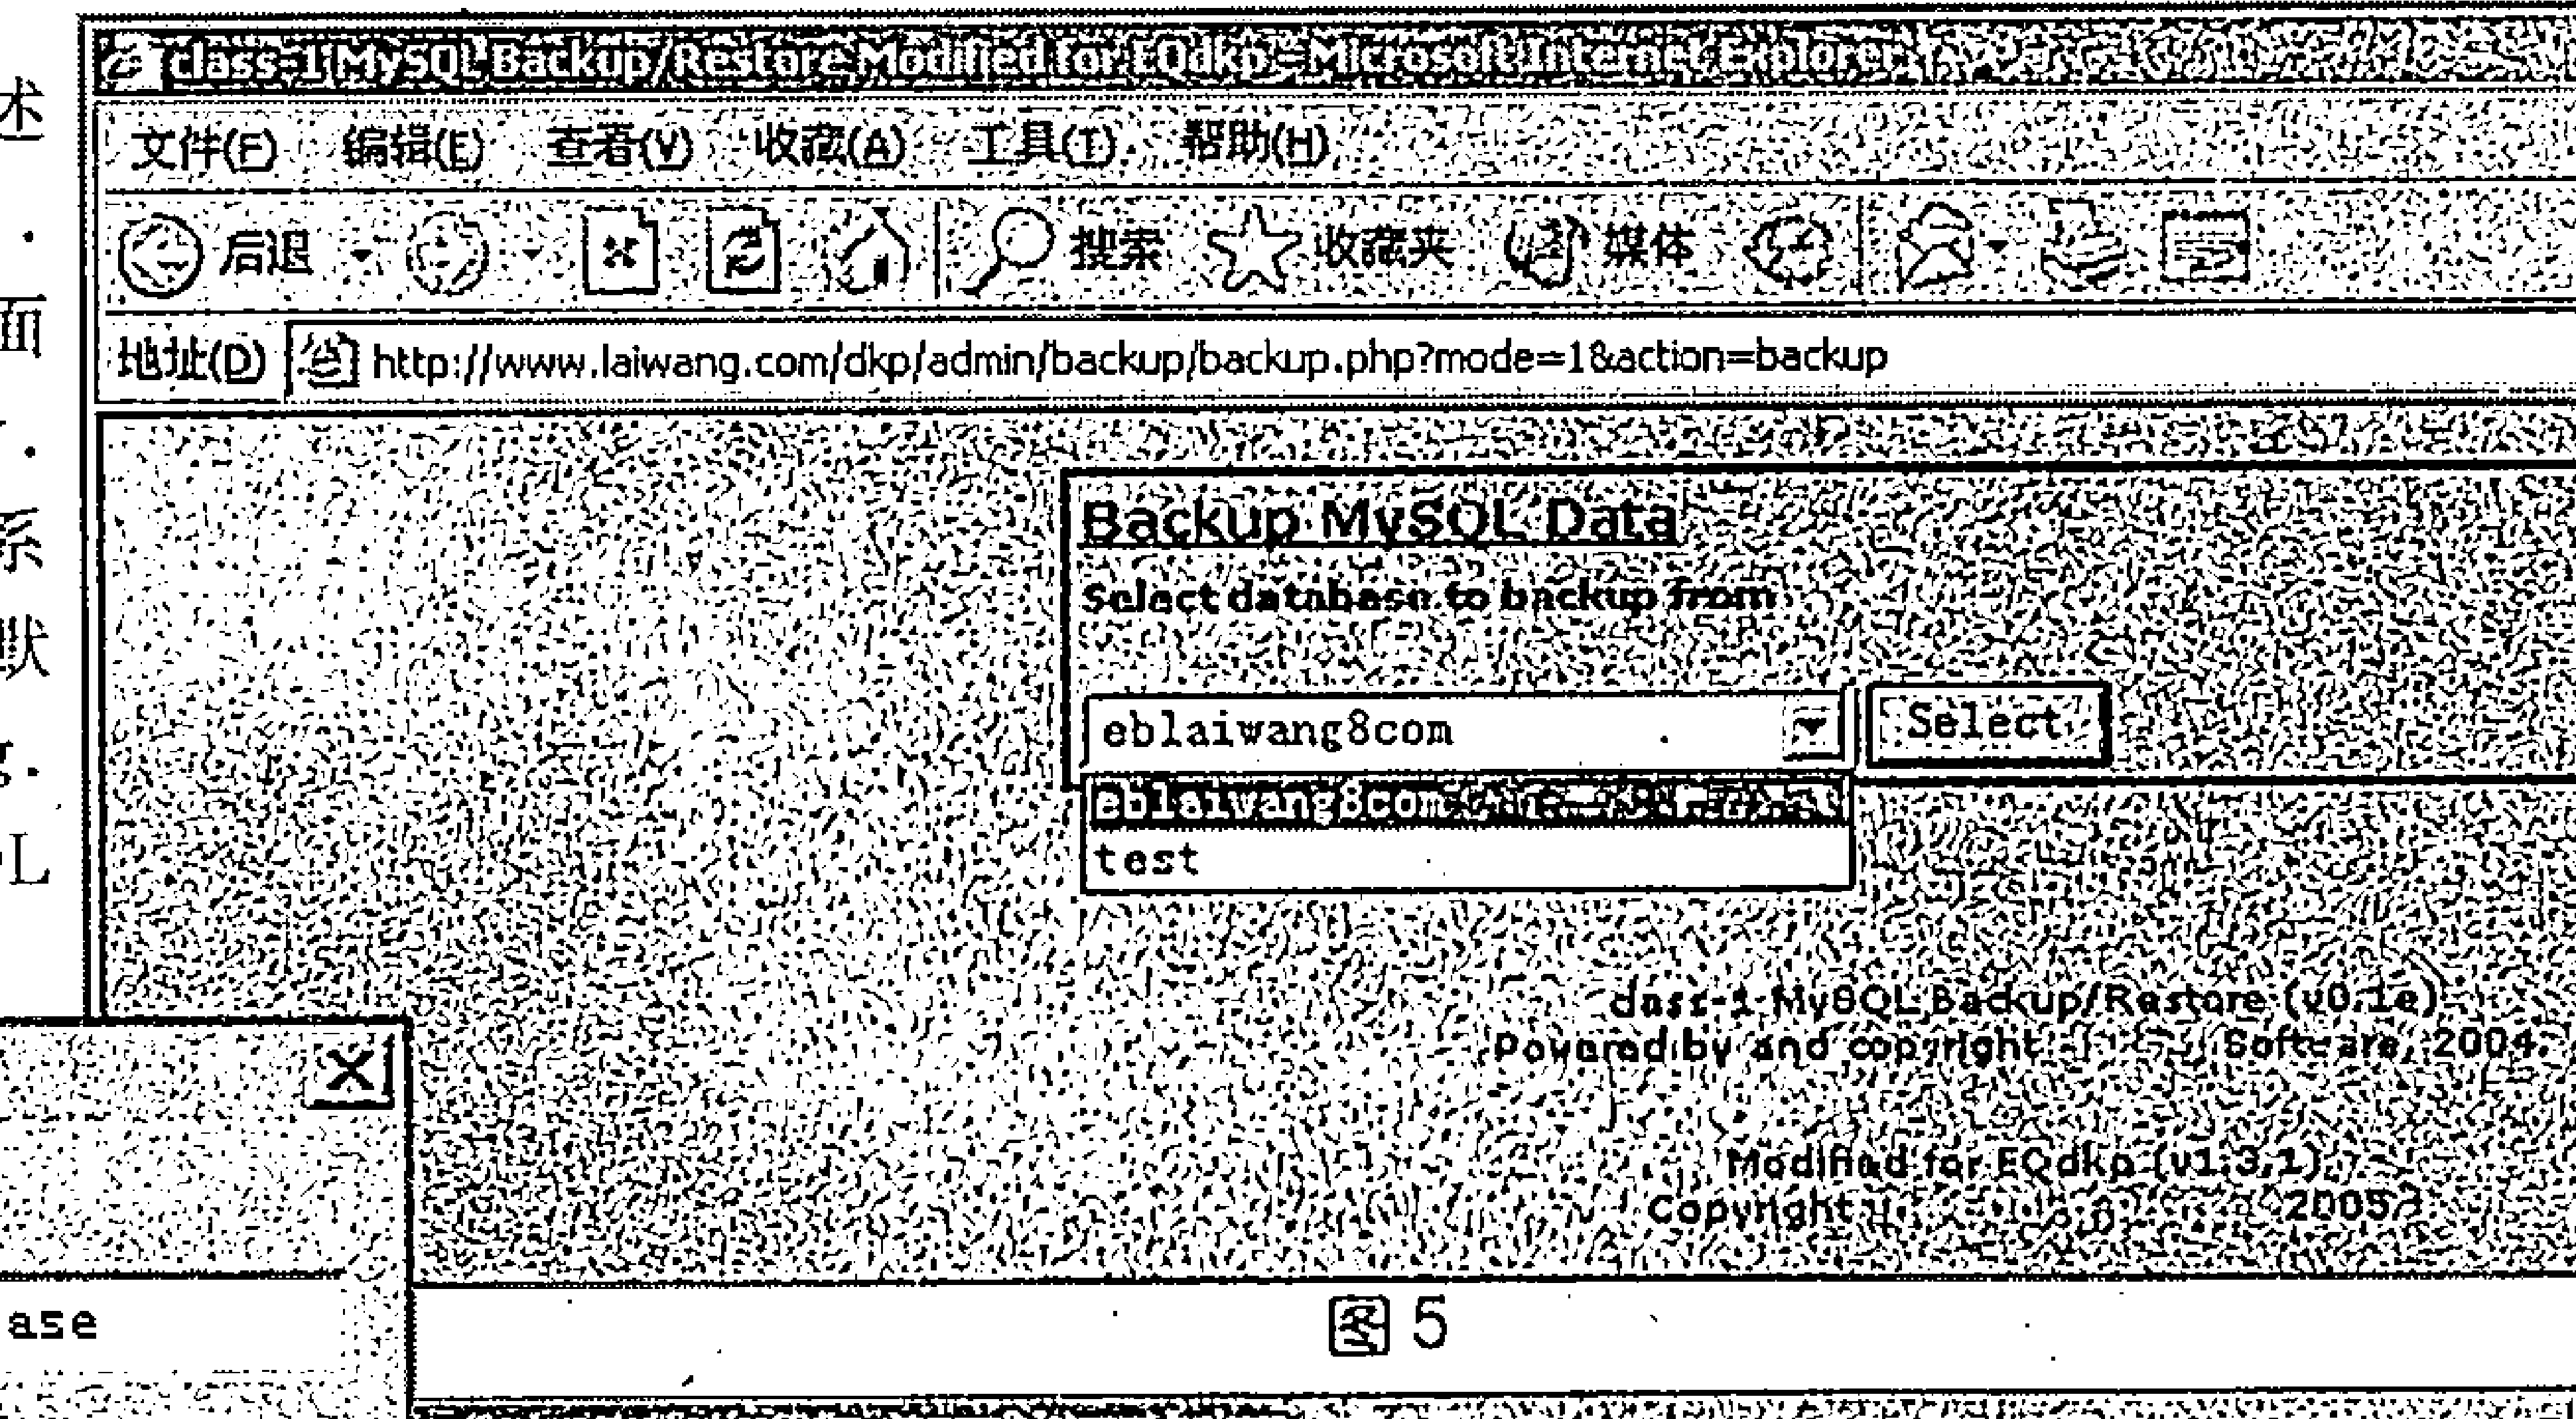 class-1 MySQL Backup/Restore Modified for EQdkp - Microsoft Internet Explorer
文件(F) 编辑(E) 查看(V) 收藏(A) 工具(T) 帮助(H)
后退 搜索 收藏夹 媒体
地址(D) http://www.laiwang.com/dkp/admin/backup/backup.php?mode=1&action=backup
Backup MySQL Data
Select database to backup from
eblaiwang8com Select
eblaiwang8com
test
class-1 MySQL Backup/Restore (v0.1e)
Powered by and copyright Software, 2004
Modified for EQdkp (v1.3.1)
Copyright 2005
图 5
述
.
面
.
系
默
g.
L
ase